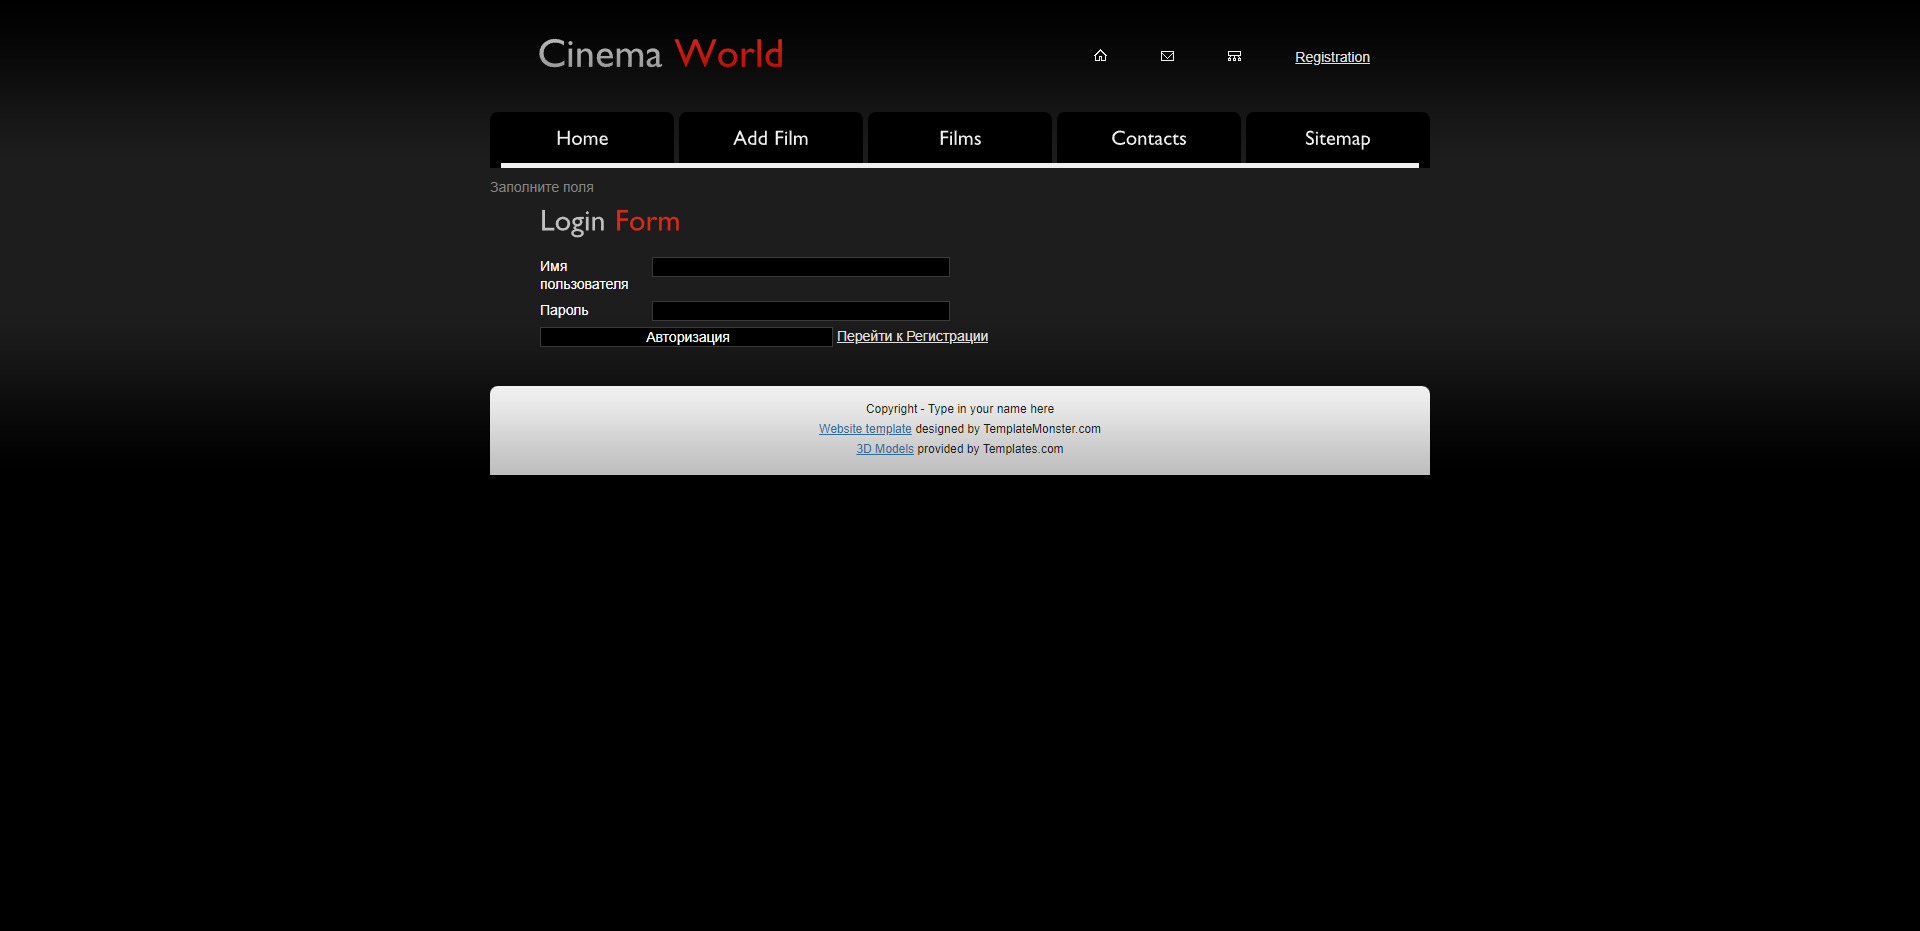 Cinema World
Registration
Home
Add Film
Films
Contacts
Sitemap
Заполните поля
Login Form
Имя
пользователя
Пароль
Авторизация
Перейти к Регистрации
Copyright - Type in your name here
Website template designed by TemplateMonster.com
3D Models provided by Templates.com